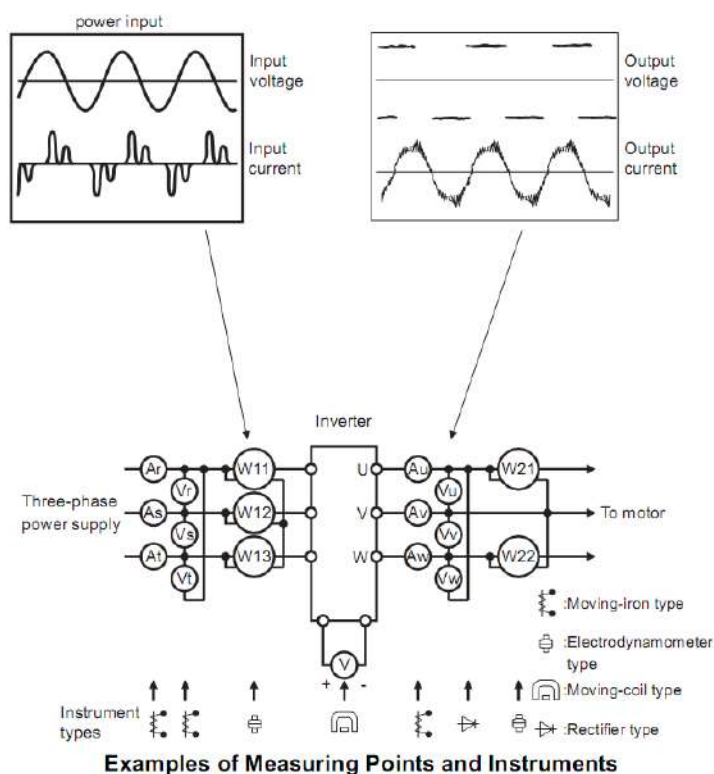 power input
Input
voltage
Input
current
Output
voltage
Output
current
Inverter
Three-phase
power supply
Ar
As
At
Vr
Vs
Vt
W11
W12
W13
U
V
W
Au
Av
Aw
Vu
Vv
Vw
W21
W22
To motor
+ V -
Instrument
types
:Moving-iron type
:Electrodynamometer
type
:Moving-coil type
:Rectifier type
Examples of Measuring Points and Instruments